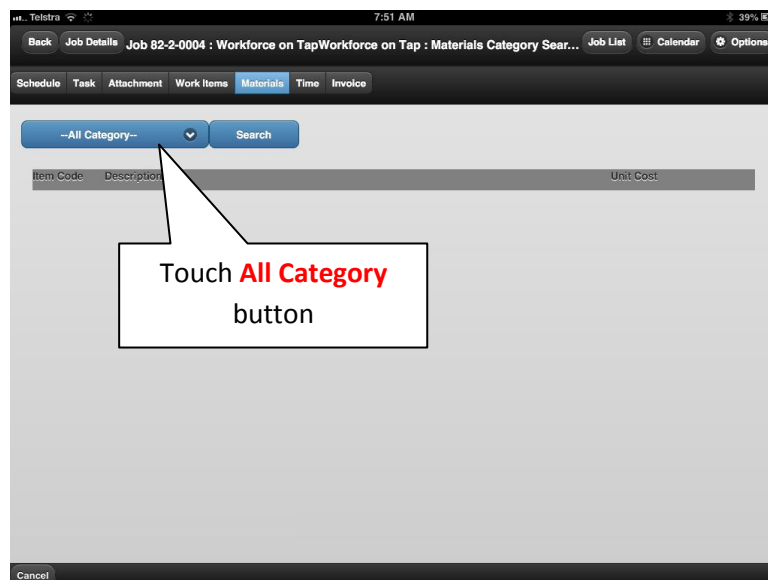 Telstra 7:51 AM 39%
Back Job Details Job 82-2-0004 : Workforce on TapWorkforce on Tap : Materials Category Sear... Job List Calendar Options
Schedule Task Attachment Work Items Materials Time Invoice
--All Category-- Search
Item Code Description Unit Cost
Touch All Category
button
Cancel